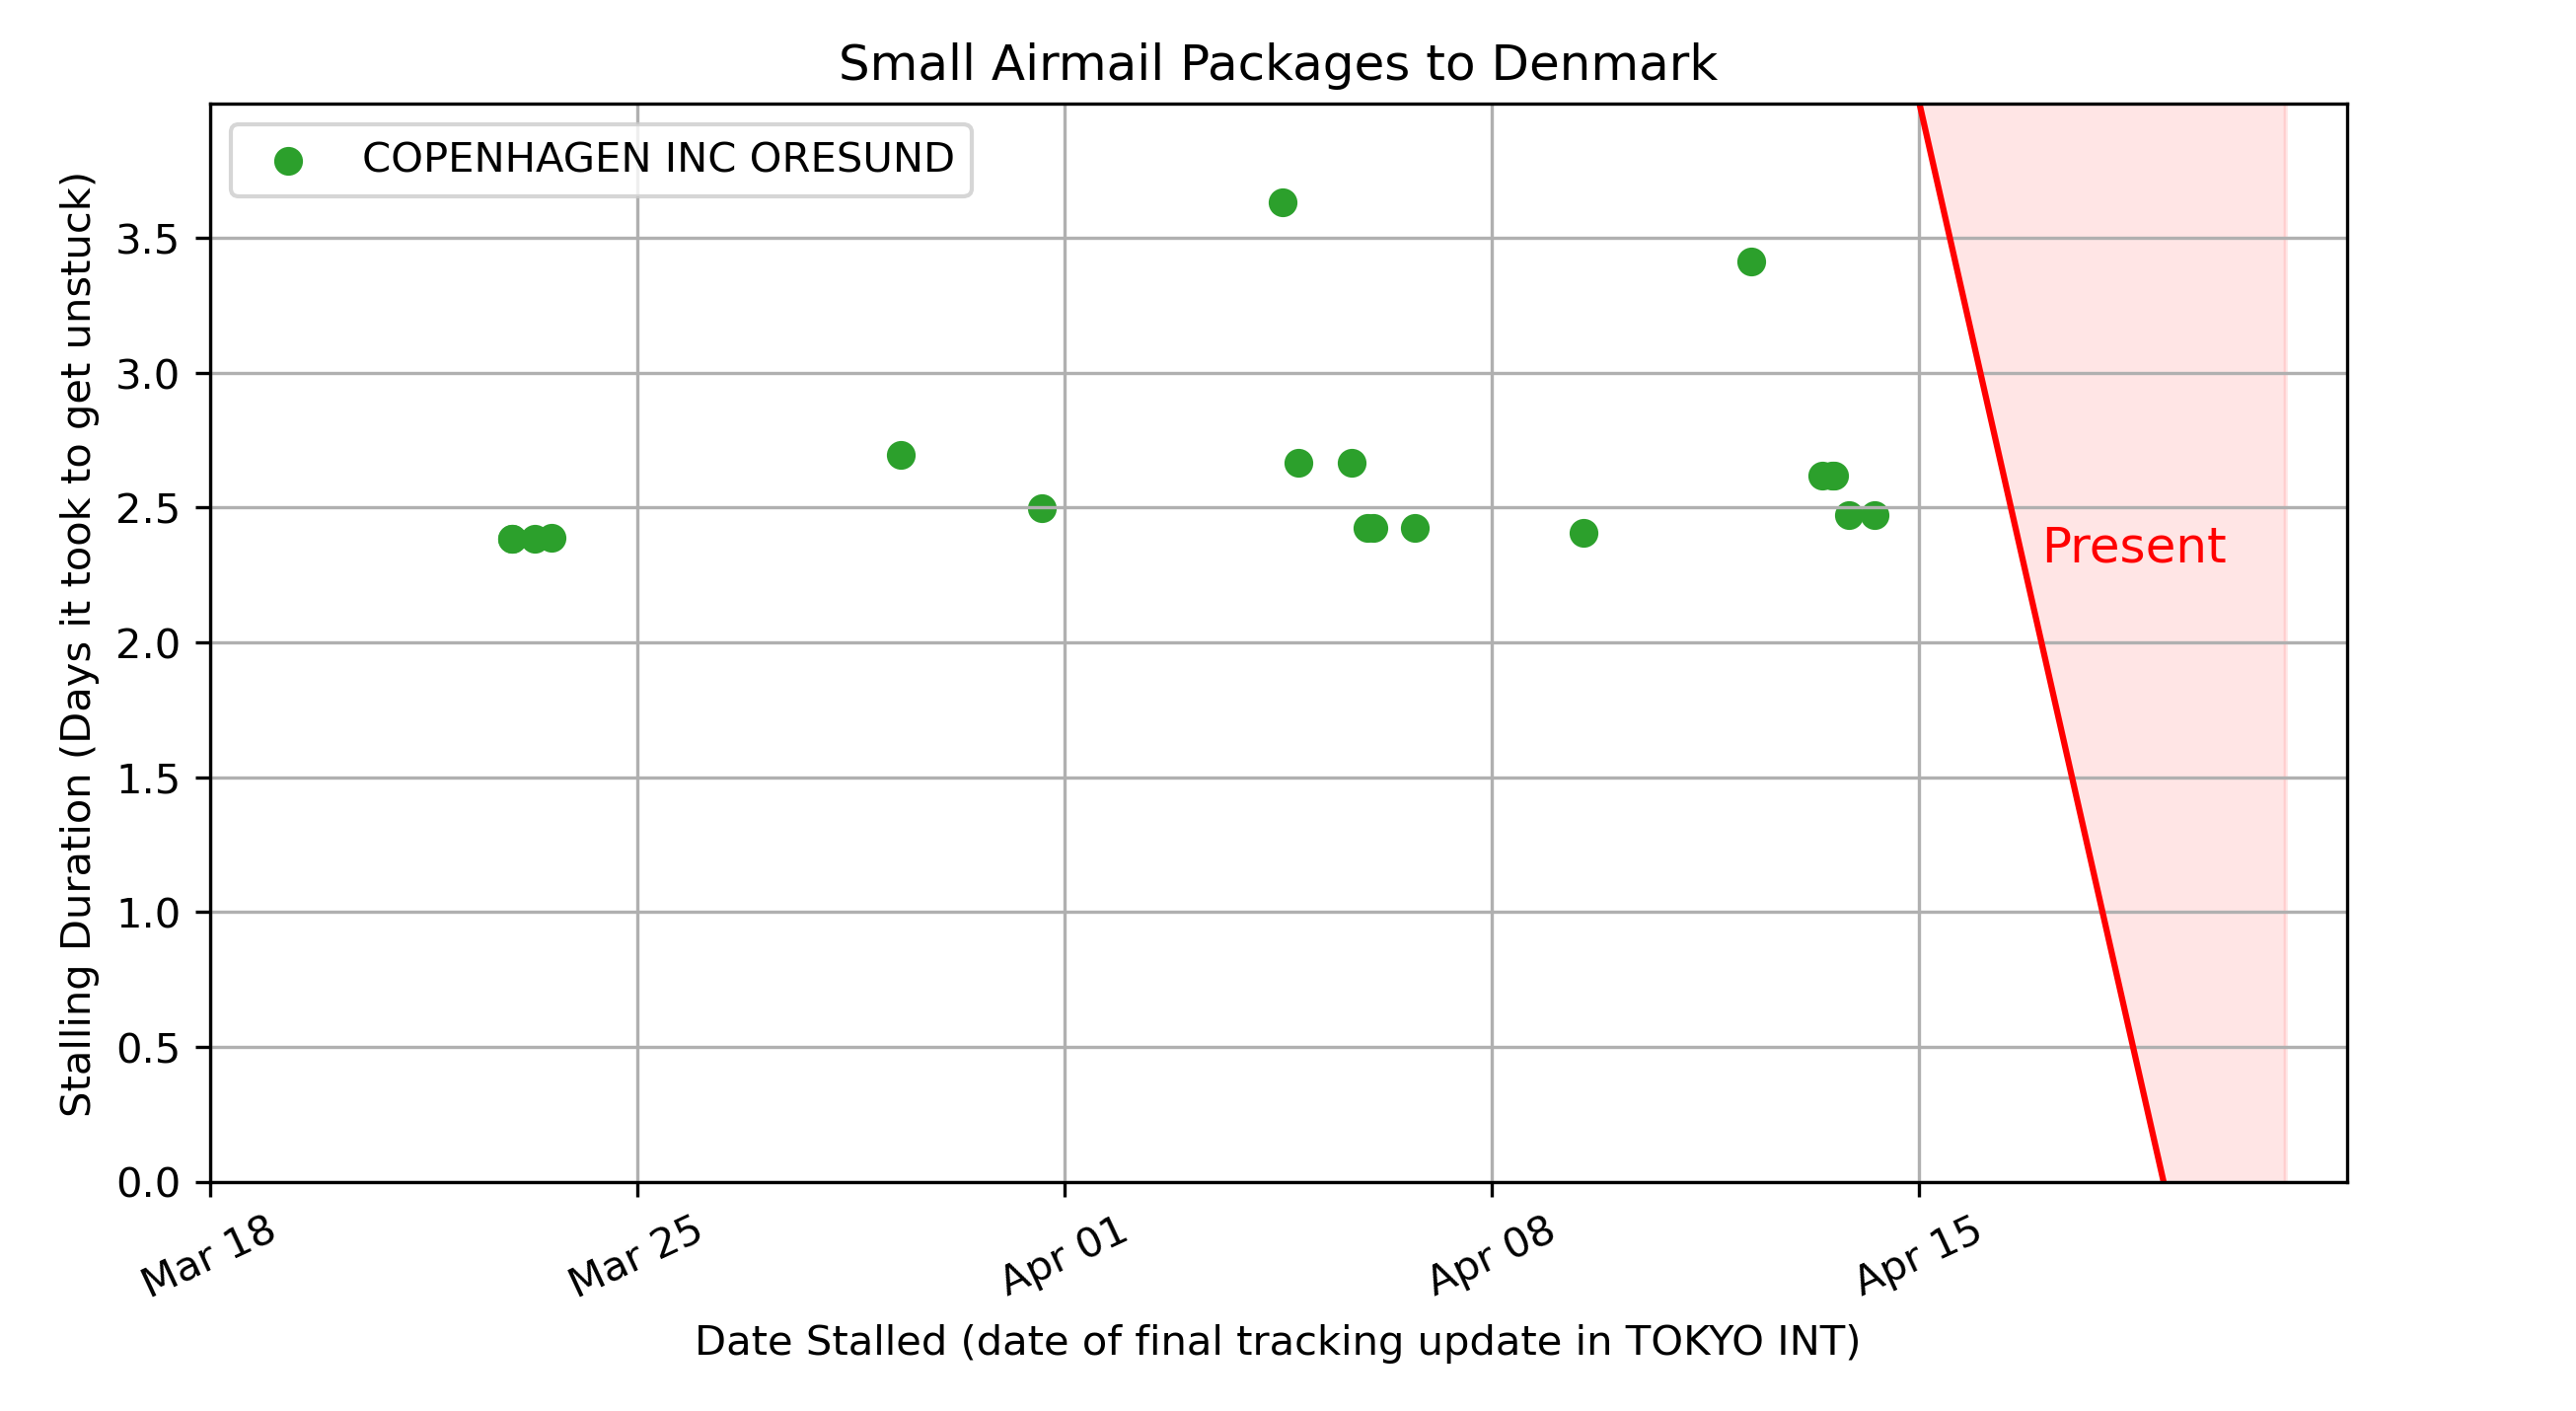 Small Airmail Packages to Denmark
COPENHAGEN INC ORESUND
Stalling Duration (Days it took to get unstuck)
3.5
3.0
2.5
2.0
1.5
1.0
0.5
0.0
Present
Mar 18
Mar 25
Apr 01
Apr 08
Apr 15
Date Stalled (date of final tracking update in TOKYO INT)